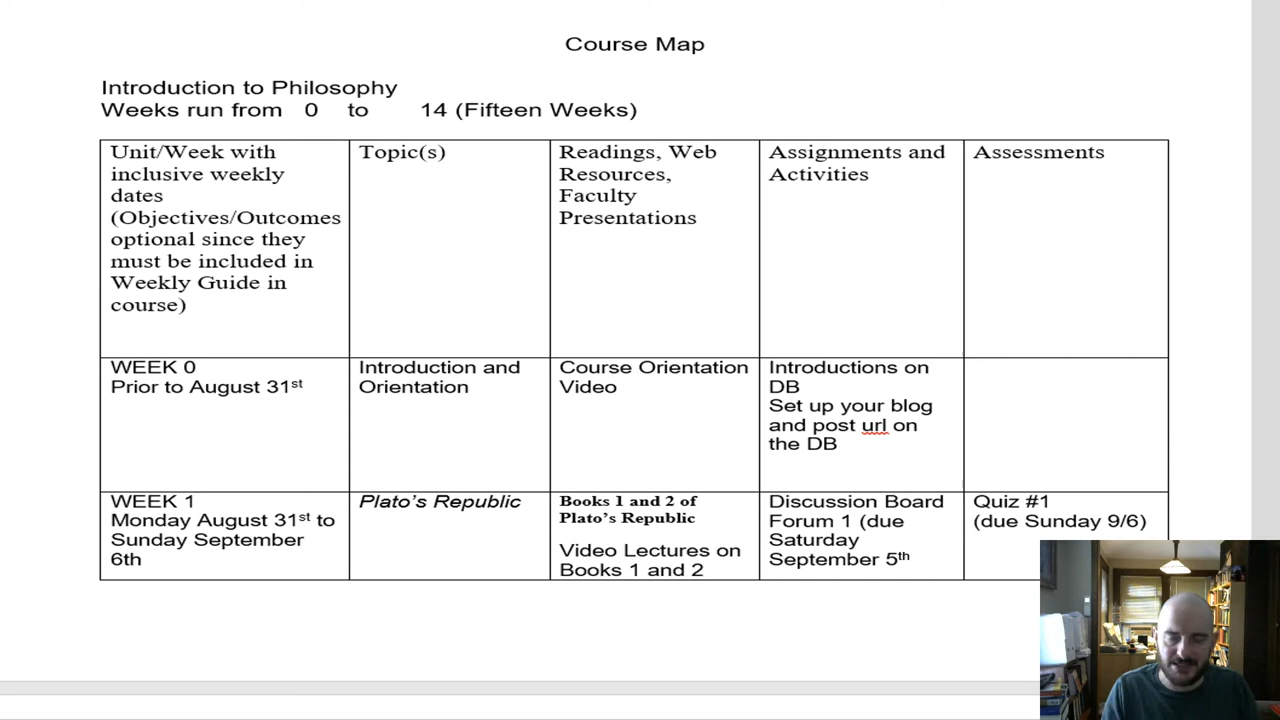 Course Map
Introduction to Philosophy
Weeks run from 0 to 14 (Fifteen Weeks)
Unit/Week with
inclusive weekly
dates
(Objectives/Outcomes
optional since they
must be included in
Weekly Guide in
course)
Topic(s)
Readings, Web
Resources,
Faculty
Presentations
Assignments and
Activities
Assessments
WEEK 0
Prior to August 31st
Introduction and
Orientation
Course Orientation
Video
Introductions on
DB
Set up your blog
and post url on
the DB
WEEK 1
Monday August 31st to
Sunday September
6th
Plato's Republic
Books 1 and 2 of
Plato's Republic
Video Lectures on
Books 1 and 2
Discussion Board
Forum 1 (due
Saturday
September 5th
Quiz #1
(due Sunday 9/6)